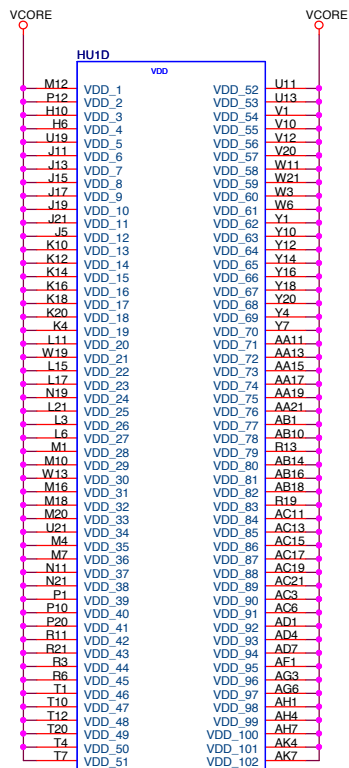 VCORE VCORE
HU1D
VDD
M12 VDD_1 VDD_52 U11
P12 VDD_2 VDD_53 U13
H10 VDD_3 VDD_54 V1
H6 VDD_4 VDD_55 V10
U19 VDD_5 VDD_56 V12
J11 VDD_6 VDD_57 V20
J13 VDD_7 VDD_58 W11
J15 VDD_8 VDD_59 W21
J17 VDD_9 VDD_60 W3
J19 VDD_10 VDD_61 W6
J21 VDD_11 VDD_62 Y1
J5 VDD_12 VDD_63 Y10
K10 VDD_13 VDD_64 Y12
K12 VDD_14 VDD_65 Y14
K14 VDD_15 VDD_66 Y16
K16 VDD_16 VDD_67 Y18
K18 VDD_17 VDD_68 Y20
K20 VDD_18 VDD_69 Y4
K4 VDD_19 VDD_70 Y7
L11 VDD_20 VDD_71 AA11
W19 VDD_21 VDD_72 AA13
L15 VDD_22 VDD_73 AA15
L17 VDD_23 VDD_74 AA17
N19 VDD_24 VDD_75 AA19
L21 VDD_25 VDD_76 AA21
L3 VDD_26 VDD_77 AB1
L6 VDD_27 VDD_78 AB10
M1 VDD_28 VDD_79 R13
M10 VDD_29 VDD_80 AB14
W13 VDD_30 VDD_81 AB16
M16 VDD_31 VDD_82 AB18
M18 VDD_32 VDD_83 R19
M20 VDD_33 VDD_84 AC11
U21 VDD_34 VDD_85 AC13
M4 VDD_35 VDD_86 AC15
M7 VDD_36 VDD_87 AC17
N11 VDD_37 VDD_88 AC19
N21 VDD_38 VDD_89 AC21
P1 VDD_39 VDD_90 AC3
P10 VDD_40 VDD_91 AC6
P20 VDD_41 VDD_92 AD1
R11 VDD_42 VDD_93 AD4
R21 VDD_43 VDD_94 AD7
R3 VDD_44 VDD_95 AF1
R6 VDD_45 VDD_96 AG3
T1 VDD_46 VDD_97 AG6
T10 VDD_47 VDD_98 AH1
T12 VDD_48 VDD_99 AH4
T20 VDD_49 VDD_100 AH7
T4 VDD_50 VDD_101 AK4
T7 VDD_51 VDD_102 AK7